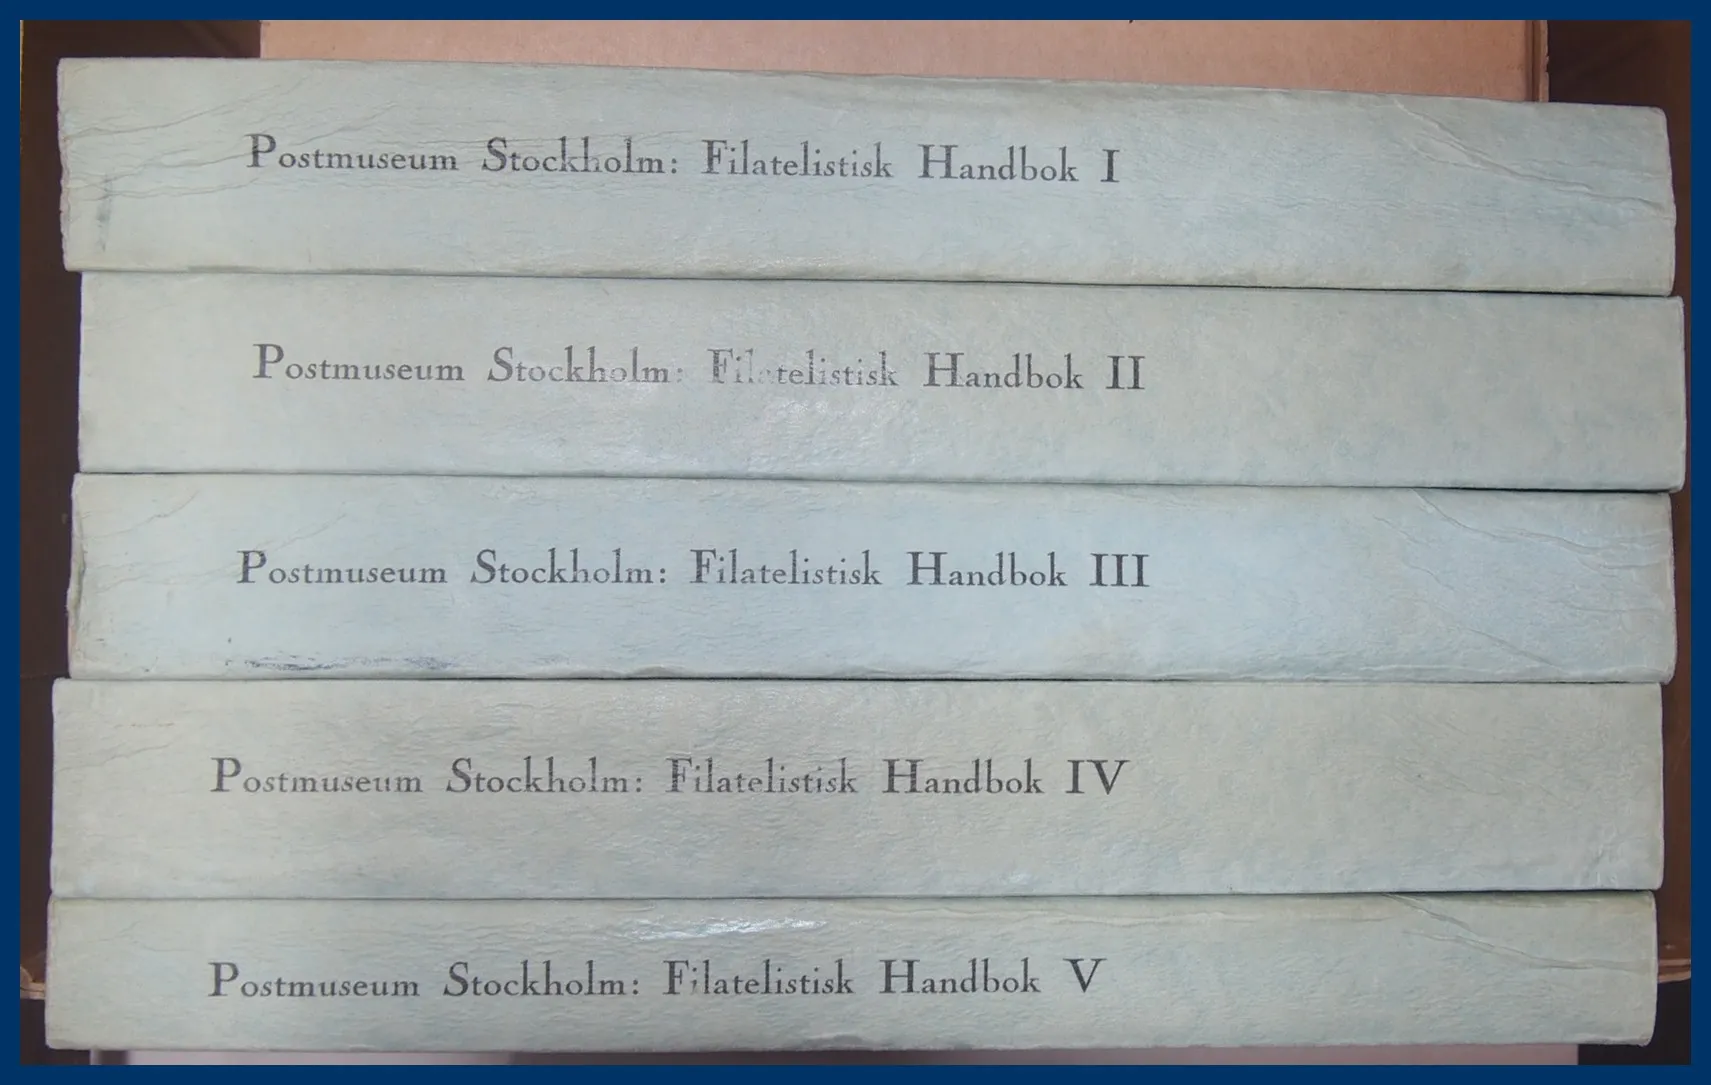 Postmuseum Stockholm: Filatelistisk Handbok I
Postmuseum Stockholm: Filatelistisk Handbok II
Postmuseum Stockholm: Filatelistisk Handbok III
Postmuseum Stockholm: Filatelistisk Handbok IV
Postmuseum Stockholm: Filatelistisk Handbok V